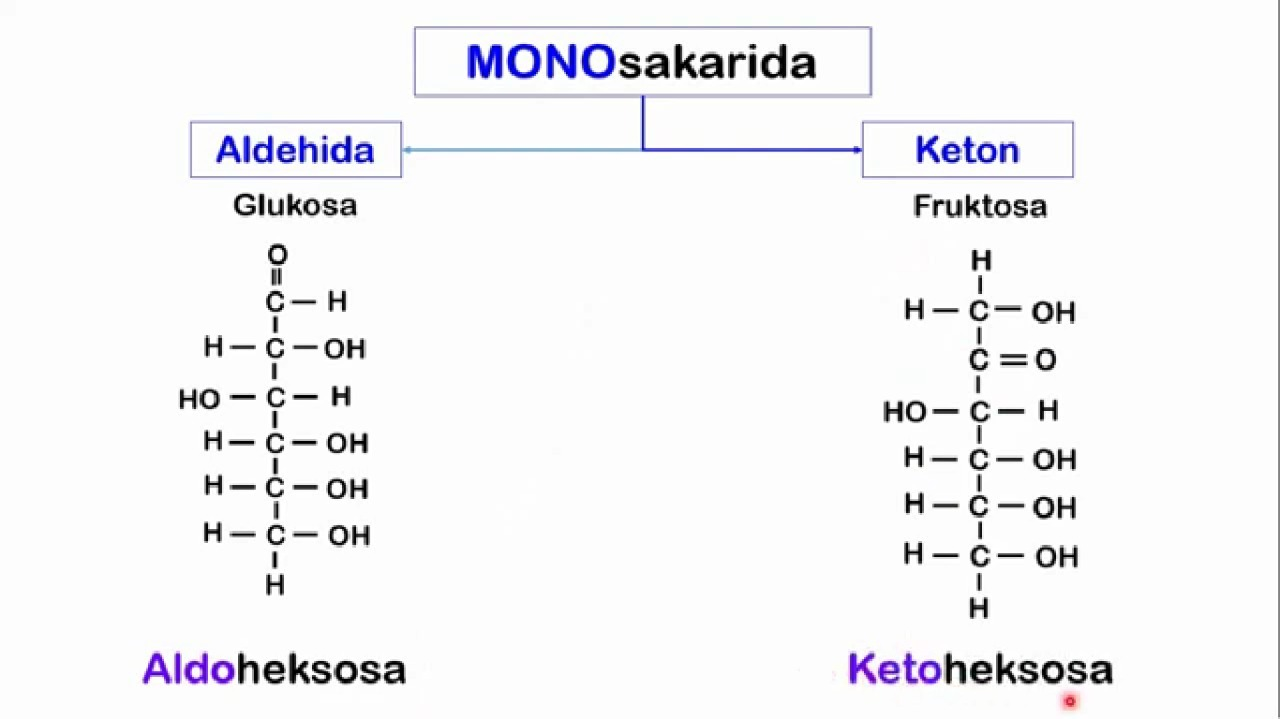 MONOsakarida
Aldehida
Keton
Glukosa
Fruktosa
O
C H
H C OH
HO C H
H C OH
H C OH
H C OH
H
H
H C OH
C = O
HO C H
H C OH
H C OH
H C OH
H
Aldoheksosa
Ketoheksosa